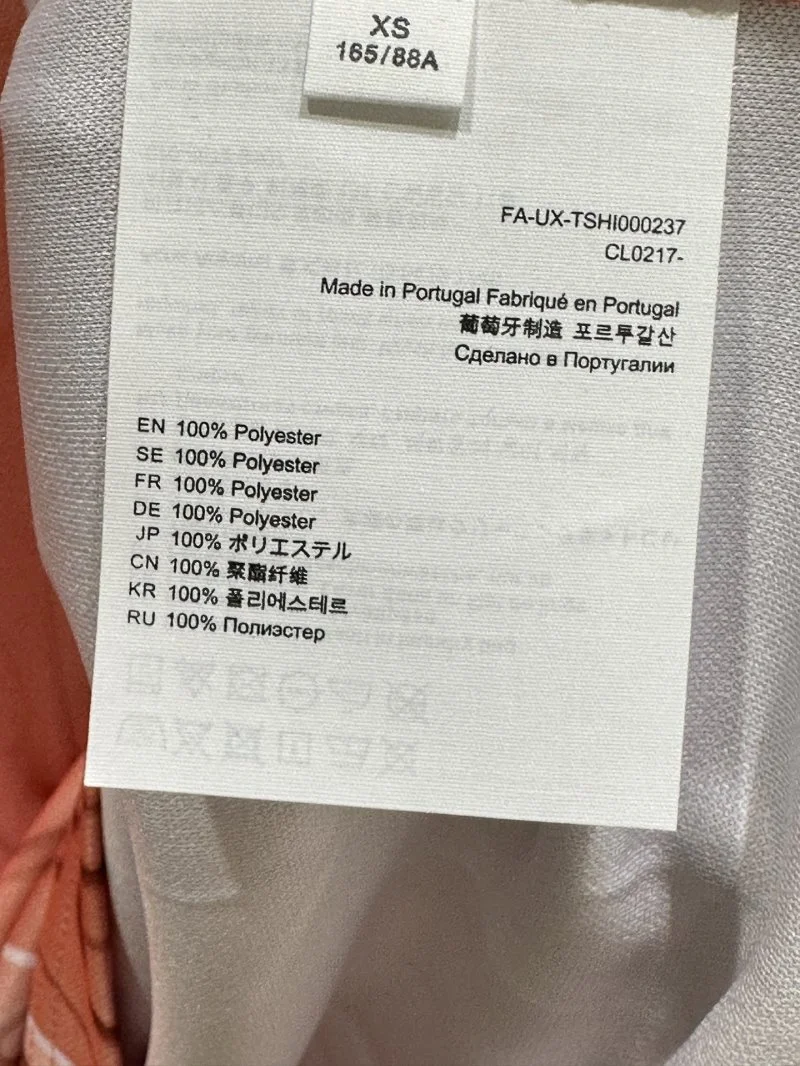 XS
165/88A
FA-UX-TSHI000237
CL0217-
Made in Portugal Fabriqué en Portugal
葡萄牙制造 포르투갈산
Сделано в Португалии
EN 100% Polyester
SE 100% Polyester
FR 100% Polyester
DE 100% Polyester
JP 100% ポリエステル
CN 100% 聚酯纤维
KR 100% 폴리에스테르
RU 100% Полиэстер